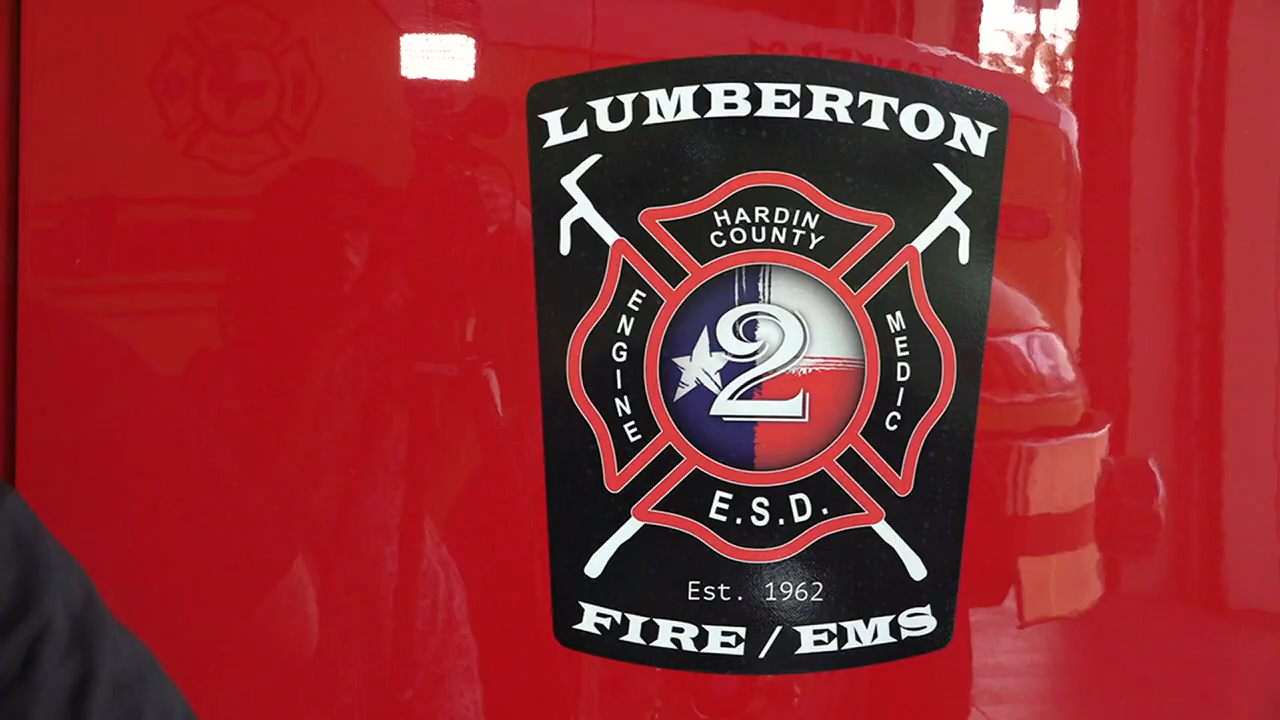 LUMBERTON
HARDIN
COUNTY
ENGINE
2
MEDIC
E.S.D.
Est. 1962
FIRE/EMS